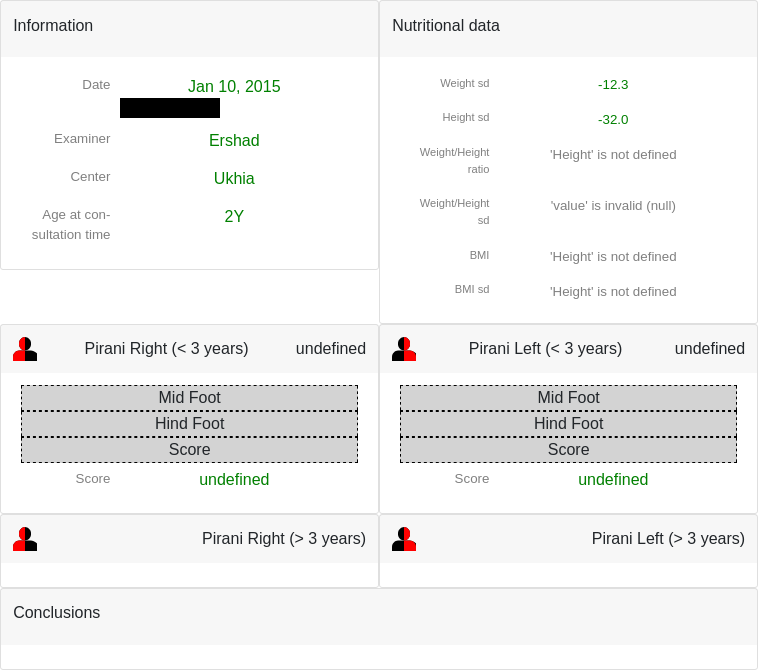 Information
Date
Jan 10, 2015
Examiner
Ershad
Center
Ukhia
Age at con-
sultation time
2Y
Nutritional data
Weight sd
-12.3
Height sd
-32.0
Weight/Height
ratio
'Height' is not defined
Weight/Height
sd
'value' is invalid (null)
BMI
'Height' is not defined
BMI sd
'Height' is not defined
Pirani Right (< 3 years)
undefined
Mid Foot
Hind Foot
Score
Score
undefined
Pirani Left (< 3 years)
undefined
Mid Foot
Hind Foot
Score
Score
undefined
Pirani Right (> 3 years)
Pirani Left (> 3 years)
Conclusions